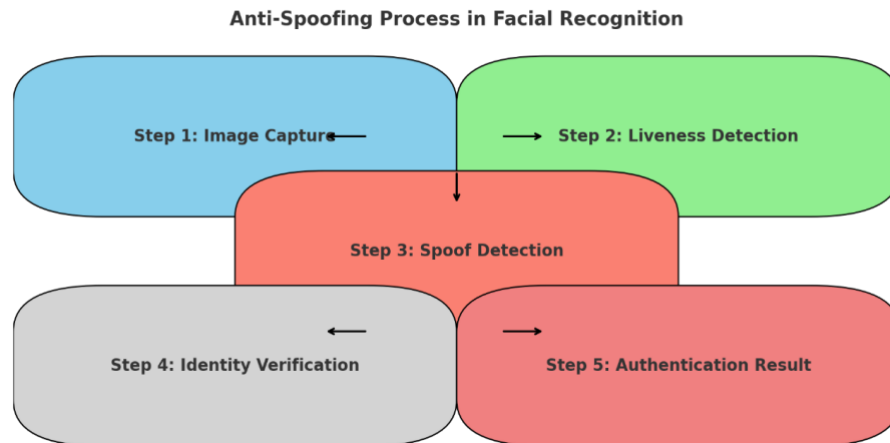 Anti-Spoofing Process in Facial Recognition
Step 1: Image Capture
Step 2: Liveness Detection
Step 3: Spoof Detection
Step 4: Identity Verification
Step 5: Authentication Result